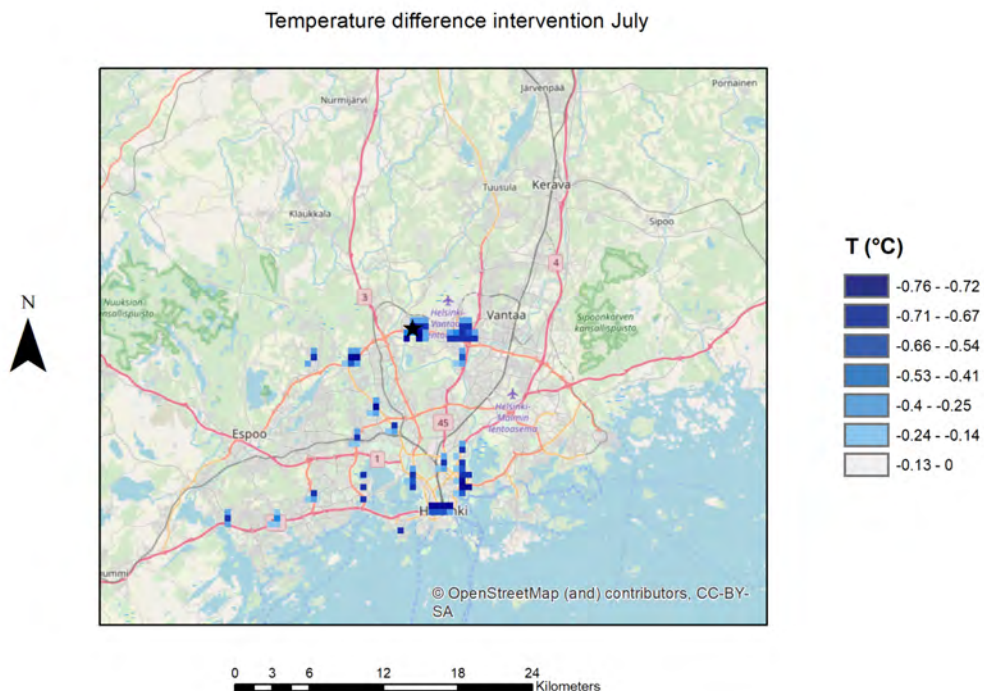 Temperature difference intervention July
Järvenpää
Pornainen
Nurmijärvi
Tuusula
Kerava
Klaukkala
Sipoo
4
3
N
Nuuksion
kansallispuisto
Sipoonkorven
kansallispuisto
Helsinki-
Vantaa
Helsinki-
Malmin
lentoasema
45
Espoo
1
Helsinki
ummi
© OpenStreetMap (and) contributors, CC-BY-
SA
T (°C)
-0.76 - -0.72
-0.71 - -0.67
-0.66 - -0.54
-0.53 - -0.41
-0.4 - -0.25
-0.24 - -0.14
-0.13 - 0
0 3 6 12 18 24
Kilometers